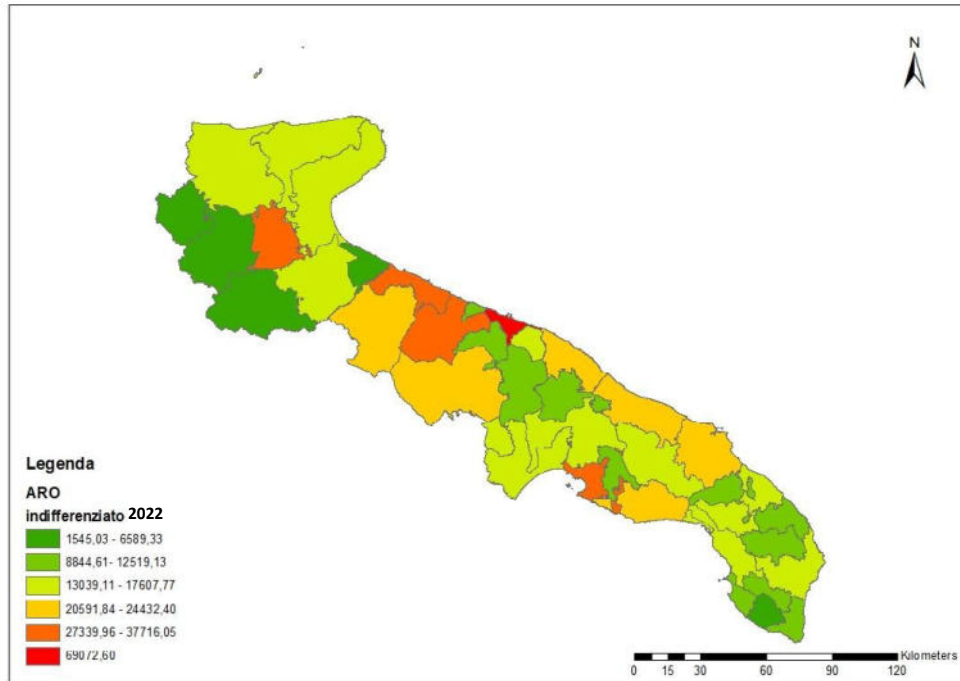 N
Legenda
ARO
indifferenziato 2022
1545,03 - 6589,33
8844,61- 12519,13
13039,11 - 17607,77
20591,84 - 24432,40
27339,96 - 37716,05
69072,60
Kilometers
0 15 30 60 90 120